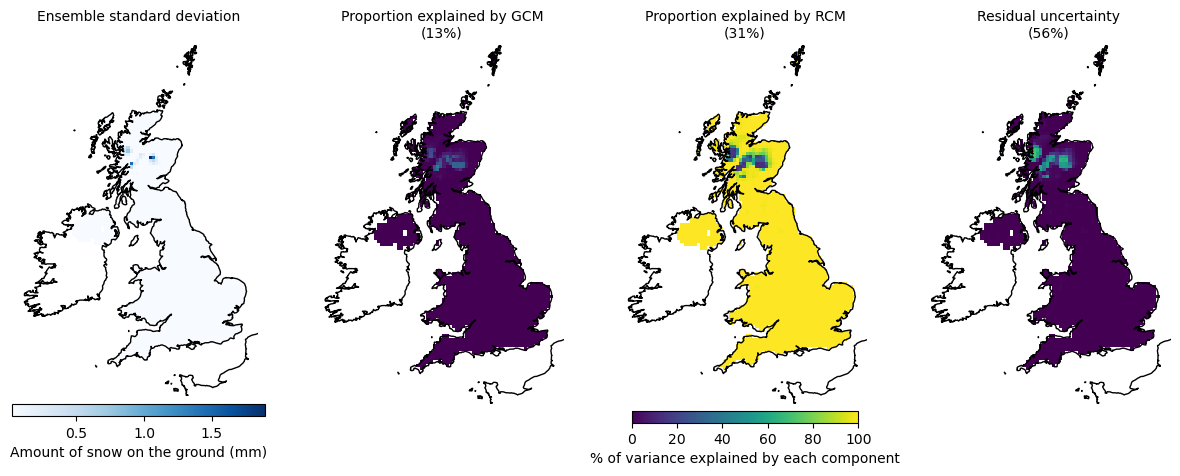 Ensemble standard deviation
Proportion explained by GCM
(13%)
Proportion explained by RCM
(31%)
Residual uncertainty
(56%)
0.5 1.0 1.5
Amount of snow on the ground (mm)
0 20 40 60 80 100
% of variance explained by each component